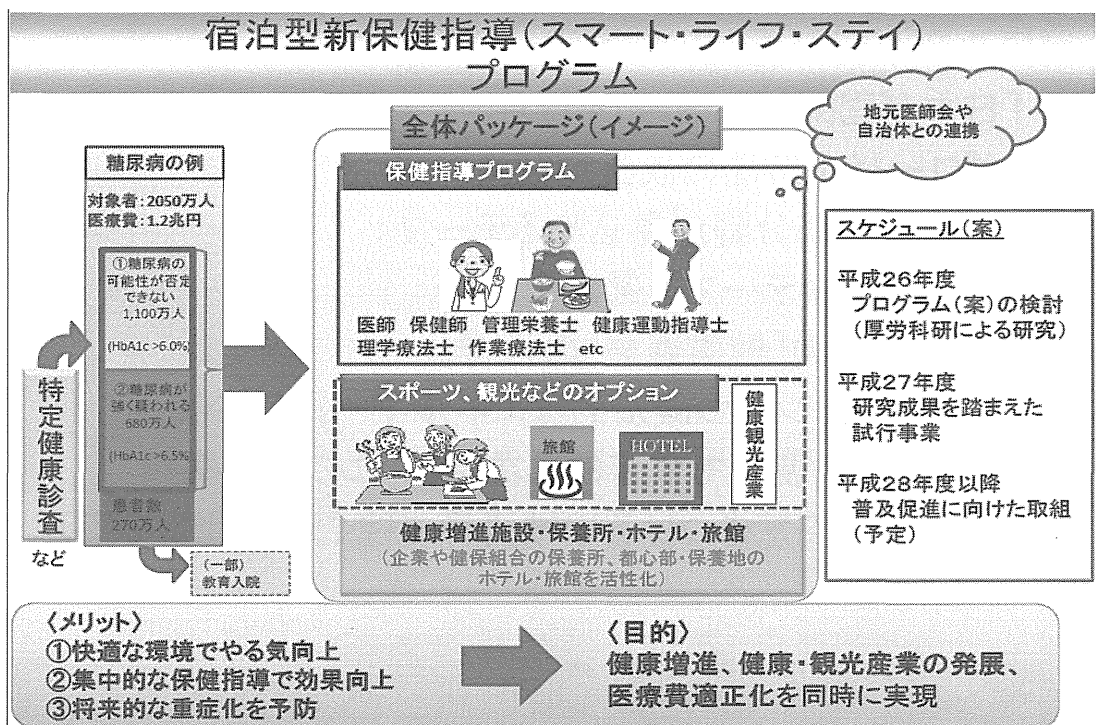 宿泊型新保健指導(スマート・ライフ・ステイ)
プログラム
地元医師会や
自治体との連携
全体パッケージ(イメージ)
糖尿病の例
対象者:2050万人
医療費:1.2兆円
①糖尿病の
可能性が否定
できない
1,100万人
(HbA1c >6.0%)
②糖尿病が
強く疑われる
680万人
(HbA1c >6.5%)
患者数
270万人
(一部)
教育入院
特定健康診査
など
保健指導プログラム
医師 保健師 管理栄養士 健康運動指導士
理学療法士 作業療法士 etc
スポーツ、観光などのオプション
旅館
HOTEL
健康観光産業
健康増進施設・保養所・ホテル・旅館
(企業や健保組合の保養所、都心部・保養地の
ホテル・旅館を活性化)
スケジュール(案)
平成26年度
プログラム(案)の検討
(厚労科研による研究)
平成27年度
研究成果を踏まえた
試行事業
平成28年度以降
普及促進に向けた取組
(予定)
〈メリット〉
①快適な環境でやる気向上
②集中的な保健指導で効果向上
③将来的な重症化を予防
〈目的〉
健康増進、健康・観光産業の発展、
医療費適正化を同時に実現